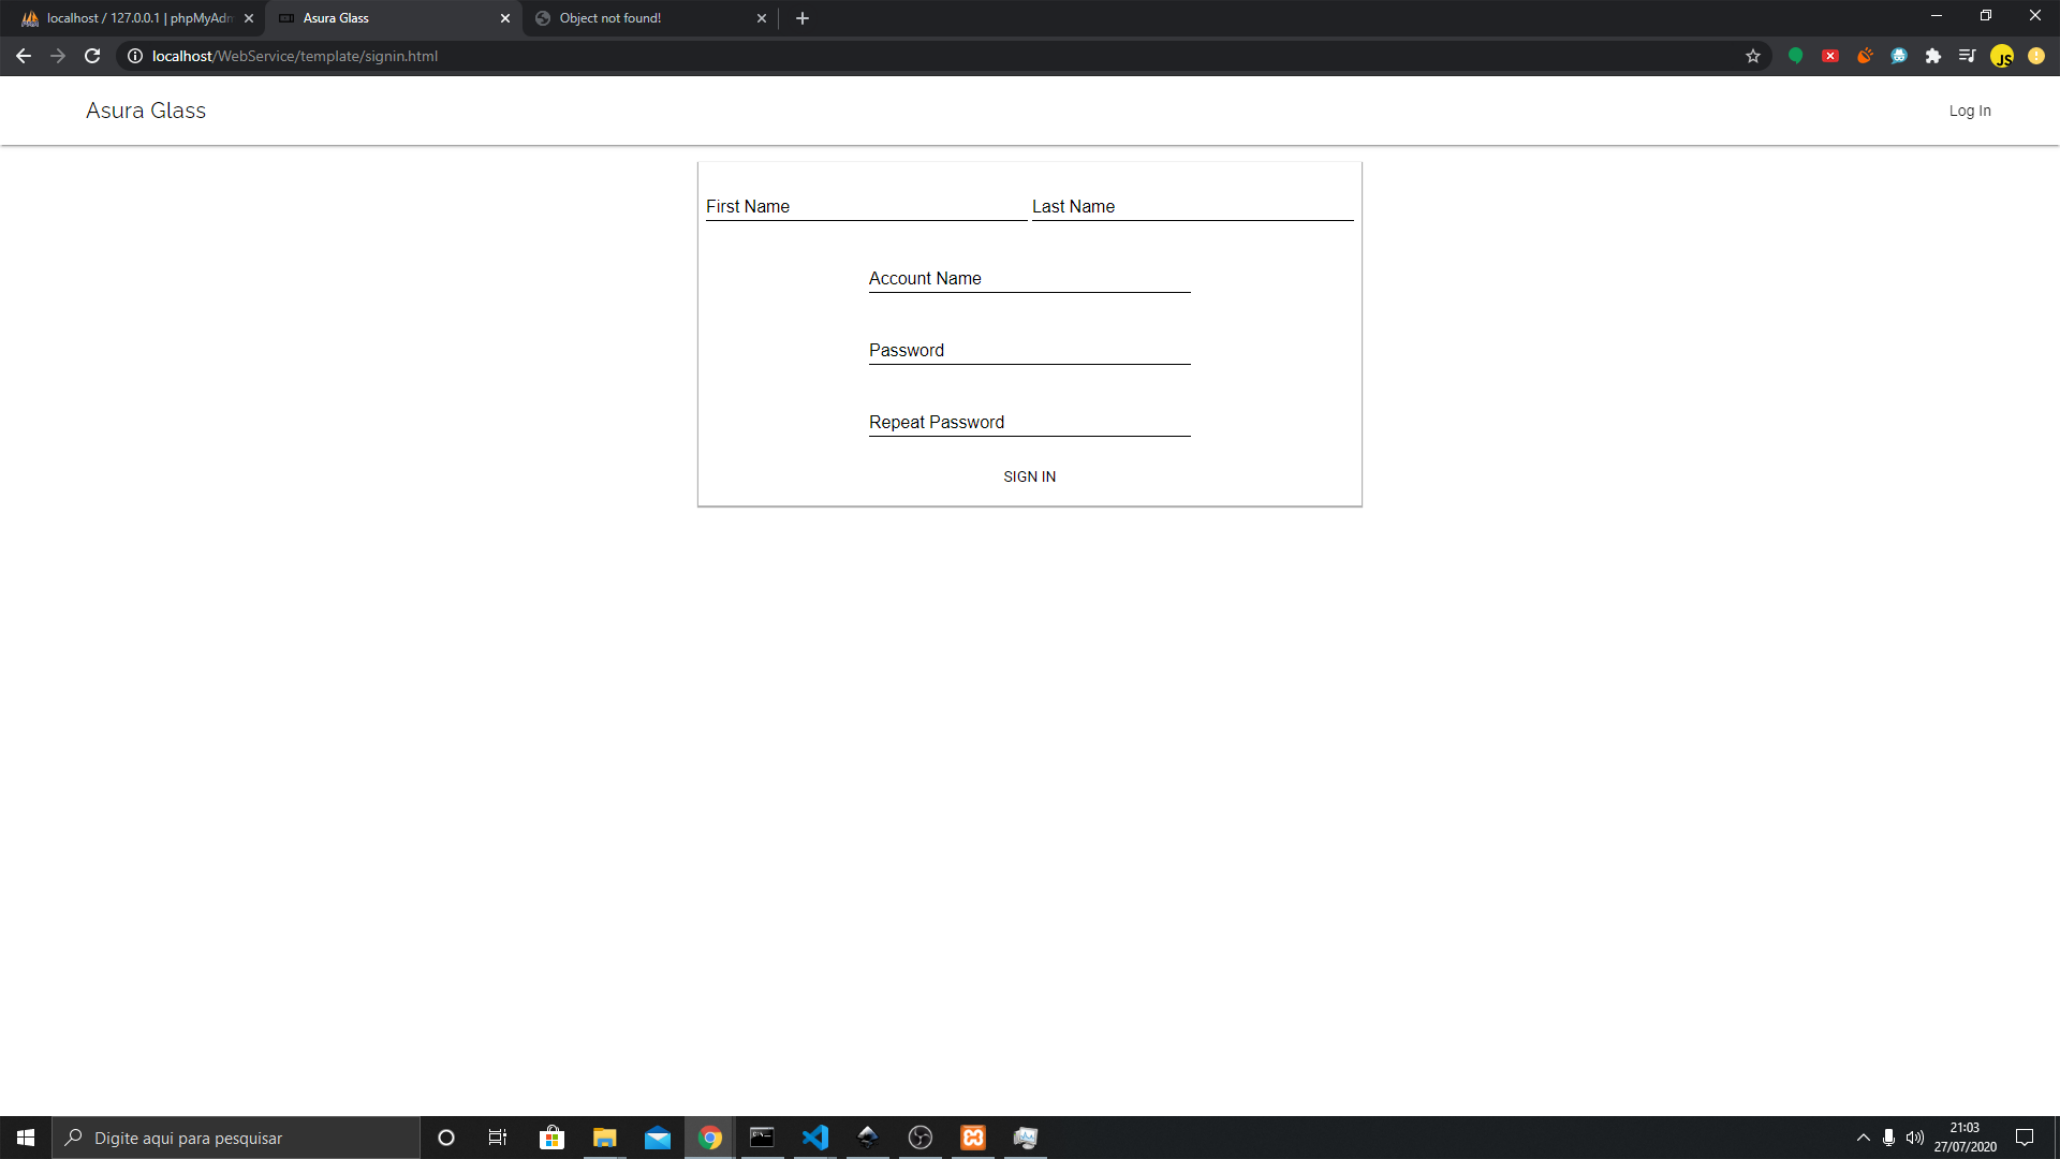 localhost / 127.0.0.1 | phpMyAdm
Asura Glass
Object not found!
localhost/WebService/template/signin.html
JS
Asura Glass
Log In
First Name
Last Name
Account Name
Password
Repeat Password
SIGN IN
Digite aqui para pesquisar
21:03
27/07/2020